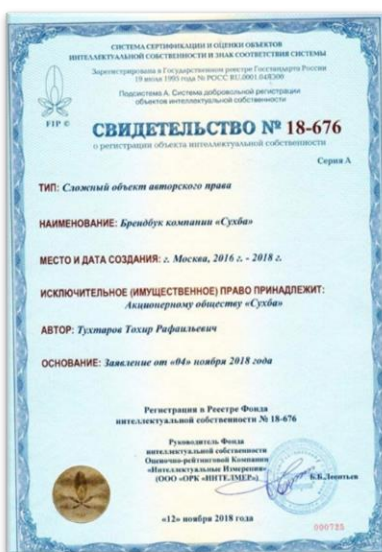 СИСТЕМА СЕРТИФИКАЦИИ И ОЦЕНКИ ОБЪЕКТОВ
ИНТЕЛЛЕКТУАЛЬНОЙ СОБСТВЕННОСТИ И ЗНАК СООТВЕТСТВИЯ СИСТЕМЫ
Зарегистрирована в Государственном реестре Госстандарта России
19 июля 1995 года № РОСС RU.0001.04ЯЗ00
Подсистема А. Система добровольной регистрации
объектов интеллектуальной собственности
FIP ©
СВИДЕТЕЛЬСТВО № 18-676
о регистрации объекта интеллектуальной собственности
Серия А
ТИП: Сложный объект авторского права
НАИМЕНОВАНИЕ: Брендбук компании «Сухба»
МЕСТО И ДАТА СОЗДАНИЯ: г. Москва, 2016 г. - 2018 г.
ИСКЛЮЧИТЕЛЬНОЕ (ИМУЩЕСТВЕННОЕ) ПРАВО ПРИНАДЛЕЖИТ:
Акционерному обществу «Сухба»
АВТОР: Тухтаров Тохир Рафаильевич
ОСНОВАНИЕ: Заявление от «04» ноября 2018 года
Регистрация в Реестре Фонда
интеллектуальной собственности № 18-676
Руководитель Фонда
интеллектуальной собственности
Оценочно-рейтинговой Компании
«Интеллектуальные Измерения»
(ООО «ОРК «ИНТЕЛМЕР»)
Б.Б.Леонтьев
«12» ноября 2018 года
000725